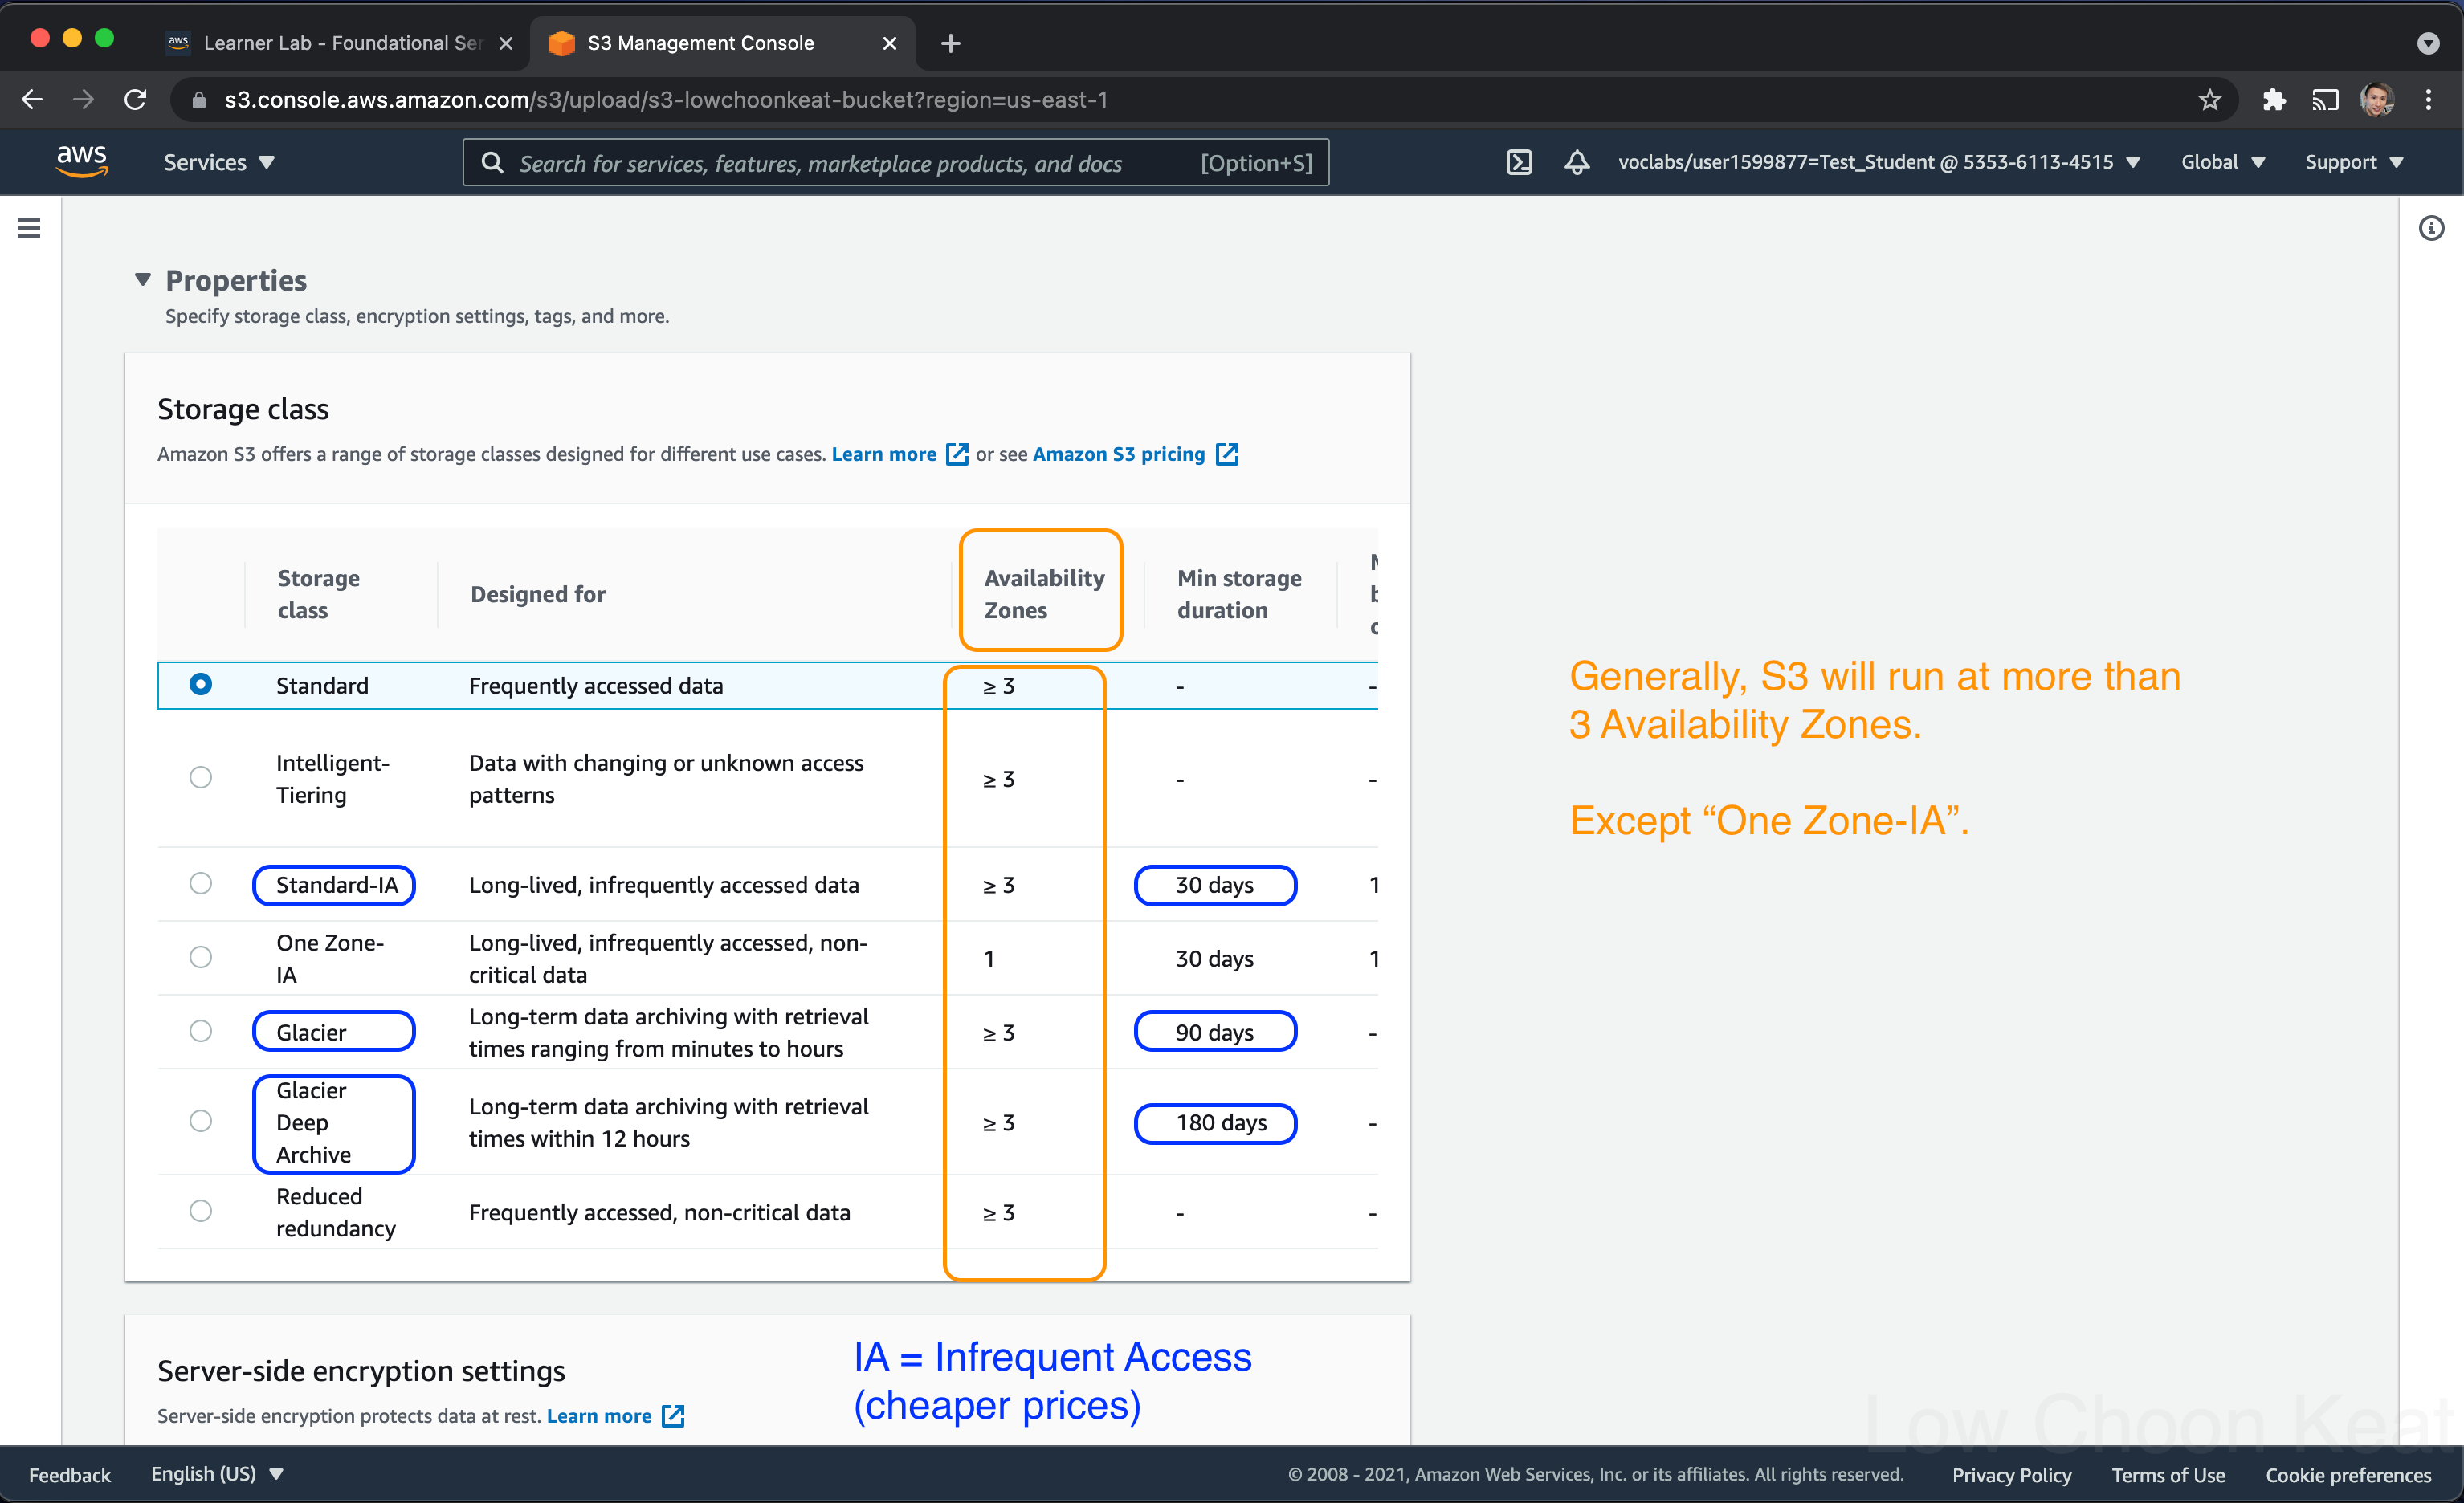 aws Learner Lab - Foundational Ser
S3 Management Console
s3.console.aws.amazon.com/s3/upload/s3-lowchoonkeat-bucket?region=us-east-1
aws Services Search for services, features, marketplace products, and docs [Option+S] voclabs/user1599877=Test_Student @ 5353-6113-4515 Global Support
Properties
Specify storage class, encryption settings, tags, and more.
Storage class
Amazon S3 offers a range of storage classes designed for different use cases. Learn more or see Amazon S3 pricing
Storage
class
Designed for
Availability
Zones
Min storage
duration
Standard Frequently accessed data ≥ 3 - -
Intelligent-
Tiering
Data with changing or unknown access
patterns
≥ 3 - -
Standard-IA Long-lived, infrequently accessed data ≥ 3 30 days 1
One Zone-
IA
Long-lived, infrequently accessed, non-
critical data
1 30 days 1
Glacier
Long-term data archiving with retrieval
times ranging from minutes to hours
≥ 3 90 days -
Glacier
Deep
Archive
Long-term data archiving with retrieval
times within 12 hours
≥ 3 180 days -
Reduced
redundancy
Frequently accessed, non-critical data ≥ 3 - -
Generally, S3 will run at more than
3 Availability Zones.
Except “One Zone-IA”.
Server-side encryption settings
Server-side encryption protects data at rest. Learn more
IA = Infrequent Access
(cheaper prices)
Low Choon Keat
Feedback English (US) © 2008 - 2021, Amazon Web Services, Inc. or its affiliates. All rights reserved. Privacy Policy Terms of Use Cookie preferences